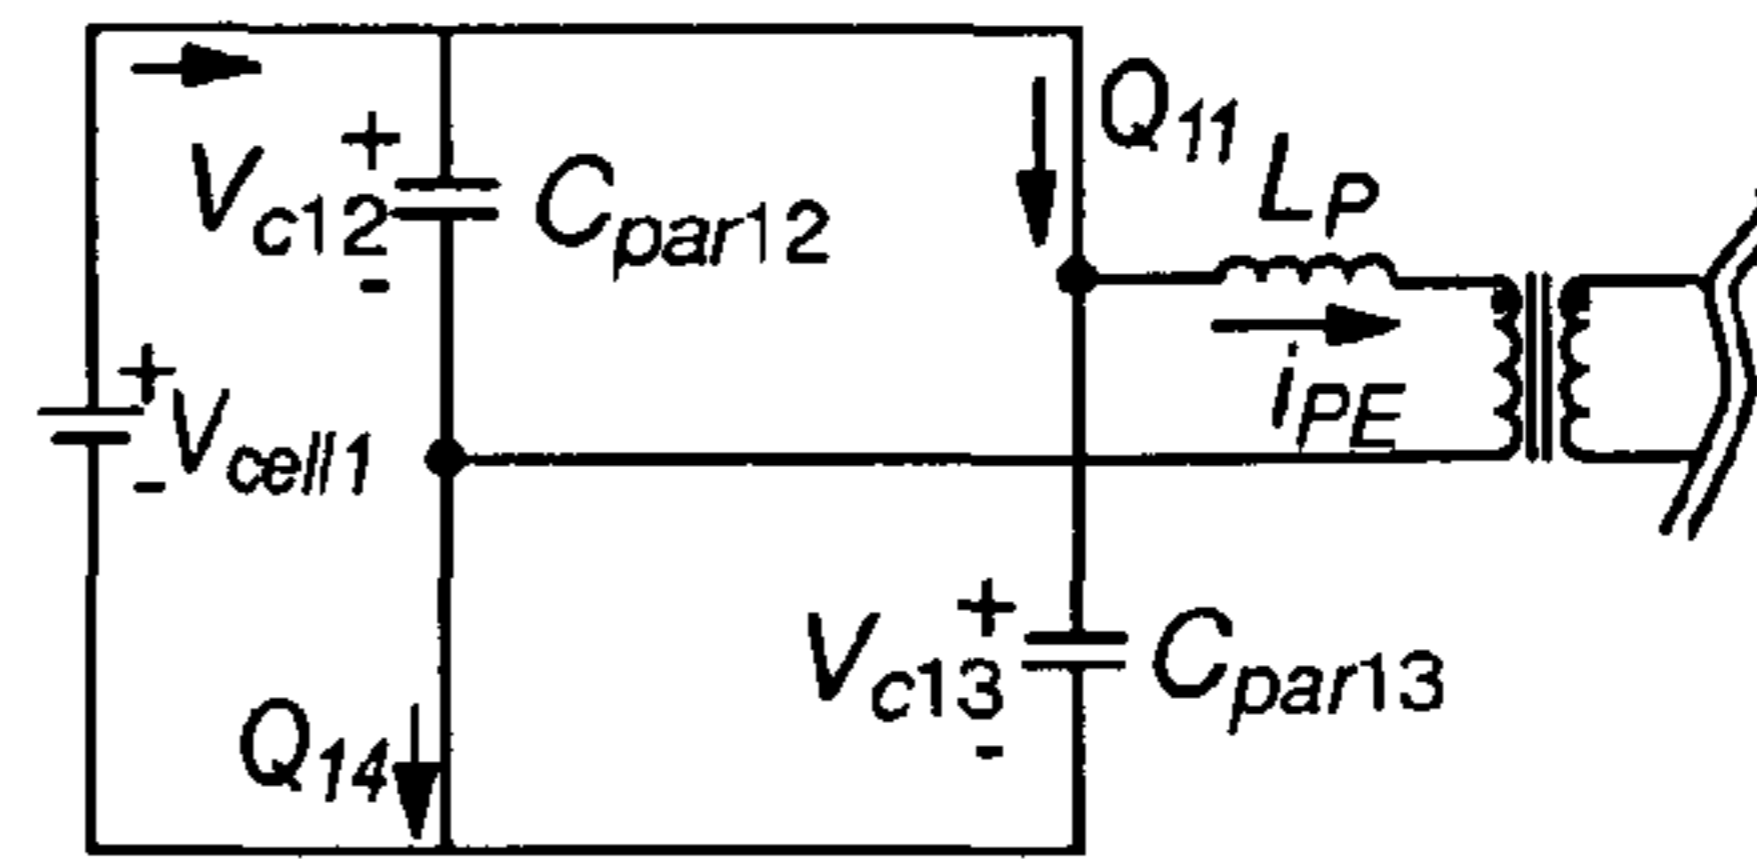 Q11
LP
+
Vc12
-
Cpar12
iPE
+
Vcell1
-
+
Vc13
-
Cpar13
Q14